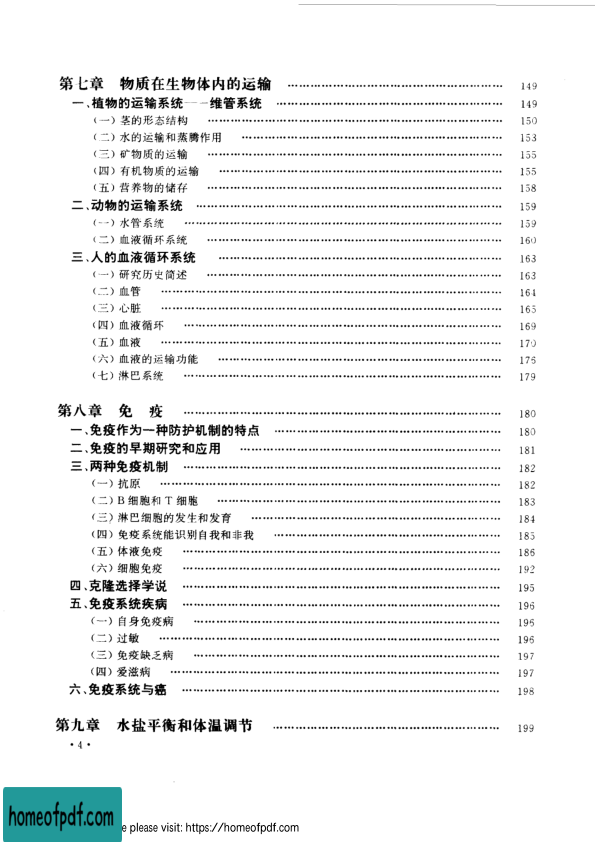 第七章 物质在生物体内的运输 ………… 149
一、植物的运输系统——维管系统 ………… 149
(一)茎的形态结构 ………… 150
(二)水的运输和蒸腾作用 ………… 153
(三)矿物质的运输 ………… 155
(四)有机物质的运输 ………… 155
(五)营养物的储存 ………… 158
二、动物的运输系统 ………… 159
(一)水管系统 ………… 159
(二)血液循环系统 ………… 160
三、人的血液循环系统 ………… 163
(一)研究历史简述 ………… 163
(二)血管 ………… 164
(三)心脏 ………… 165
(四)血液循环 ………… 169
(五)血液 ………… 170
(六)血液的运输功能 ………… 176
(七)淋巴系统 ………… 179
第八章 免 疫 ………… 180
一、免疫作为一种防护机制的特点 ………… 180
二、免疫的早期研究和应用 ………… 181
三、两种免疫机制 ………… 182
(一)抗原 ………… 182
(二)B细胞和T细胞 ………… 183
(三)淋巴细胞的发生和发育 ………… 184
(四)免疫系统能识别自我和非我 ………… 185
(五)体液免疫 ………… 186
(六)细胞免疫 ………… 192
四、克隆选择学说 ………… 195
五、免疫系统疾病 ………… 196
(一)自身免疫病 ………… 196
(二)过敏 ………… 196
(三)免疫缺乏病 ………… 197
(四)爱滋病 ………… 197
六、免疫系统与癌 ………… 198
第九章 水盐平衡和体温调节 ………… 199
·4·
homeofpdf.com
e please visit: https://homeofpdf.com